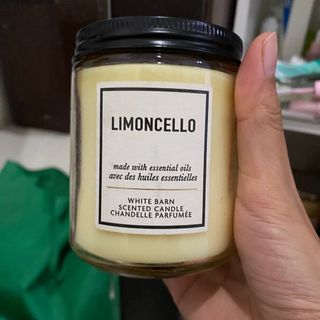 LIMONCELLO
made with essential oils
avec des huiles essentielles
WHITE BARN
SCENTED CANDLE
CHANDELLE PARFUMÉE